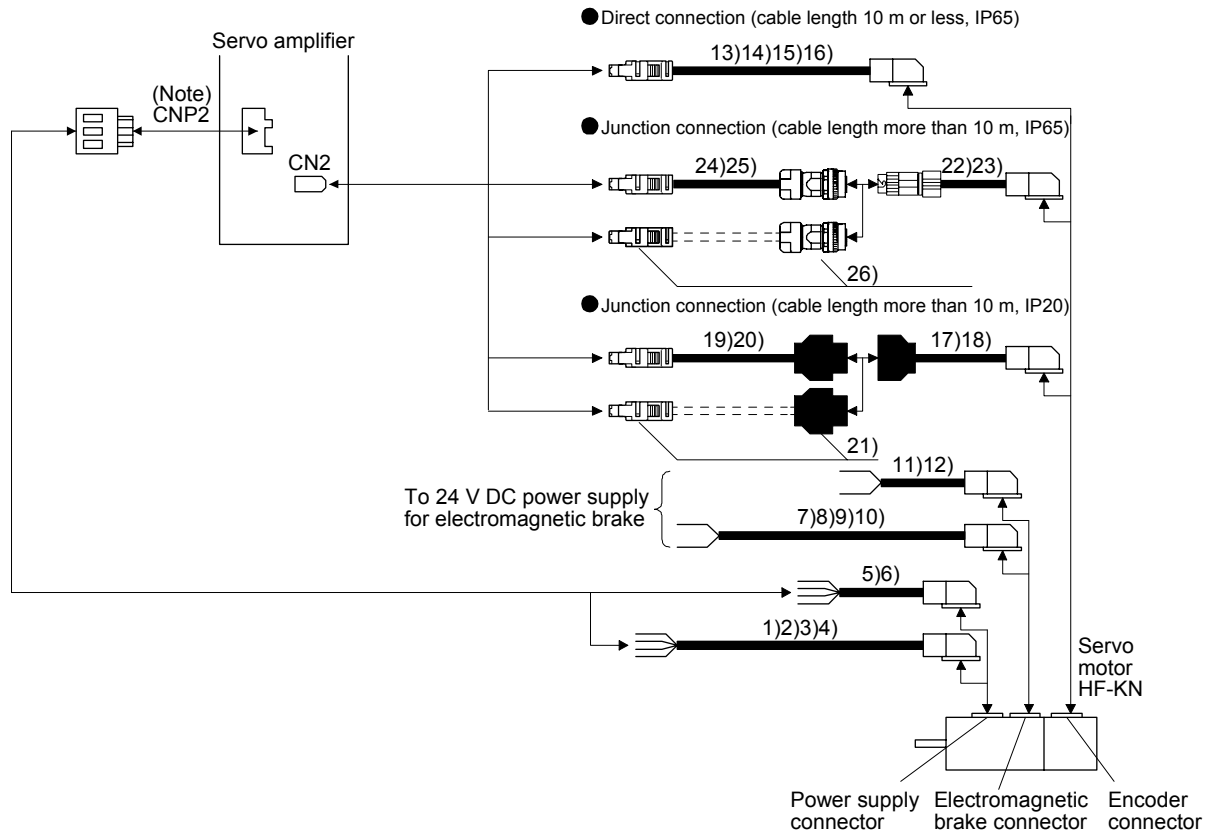 ● Direct connection (cable length 10 m or less, IP65)
Servo amplifier
13)14)15)16)
(Note)
CNP2
● Junction connection (cable length more than 10 m, IP65)
CN2
24)25)
22)23)
26)
● Junction connection (cable length more than 10 m, IP20)
19)20)
17)18)
21)
11)12)
To 24 V DC power supply
for electromagnetic brake
7)8)9)10)
5)6)
1)2)3)4)
Servo
motor
HF-KN
Power supply
connector
Electromagnetic
brake connector
Encoder
connector